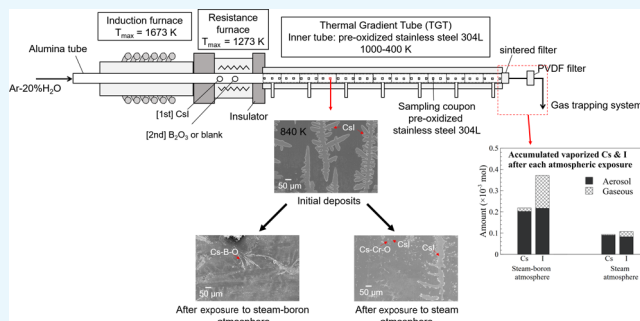 Induction furnace
Tmax = 1673 K
Resistance
furnace
Tmax = 1273 K
Thermal Gradient Tube (TGT)
Inner tube: pre-oxidized stainless steel 304L
1000-400 K
Alumina tube
sintered filter
PVDF filter
Ar-20%H2O
[1st] CsI
[2nd] B2O3 or blank
Insulator
Sampling coupon
pre-oxidized
stainless steel 304L
Gas trapping system
840 K
CsI
50 µm
Initial deposits
Cs-B-O
50 µm
After exposure to steam-boron
atmosphere
Cs-Cr-O
CsI
CsI
50 µm
After exposure to steam
atmosphere
Accumulated vaporized Cs & I
after each atmospheric exposure
Aerosol
Gaseous
Amount (×10⁻³ mol)
0.5
0.4
0.3
0.2
0.1
0
Cs I Cs I
Steam-boron
atmosphere
Steam
atmosphere